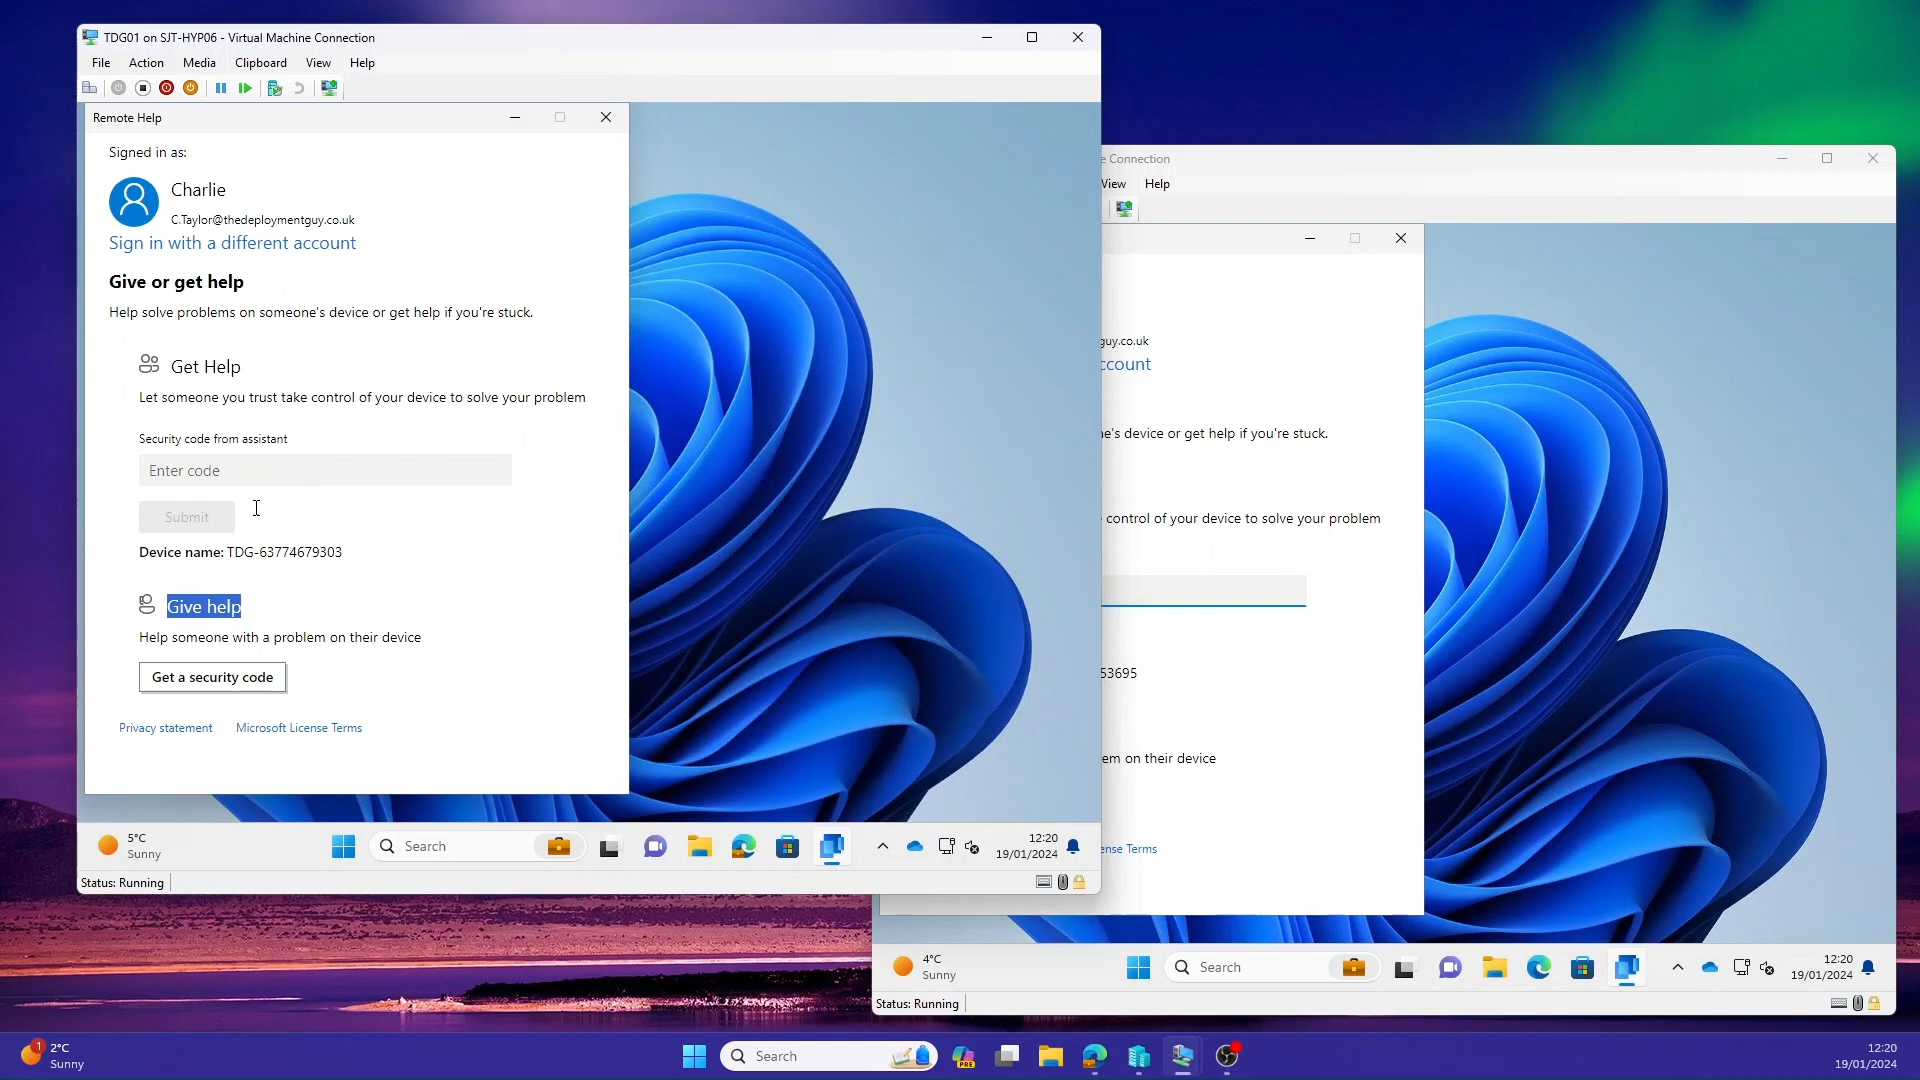 TDG01 on SJT-HYP06 - Virtual Machine Connection
File Action Media Clipboard View Help
Remote Help
Signed in as:
Charlie
C.Taylor@thedeploymentguy.co.uk
Sign in with a different account
Give or get help
Help solve problems on someone's device or get help if you're stuck.
Get Help
Let someone you trust take control of your device to solve your problem
Security code from assistant
Enter code
Submit
Device name: TDG-63774679303
Give help
Help someone with a problem on their device
Get a security code
Privacy statement Microsoft License Terms
5°C
Sunny
Search
12:20
19/01/2024
Status: Running
e Connection
View Help
guy.co.uk
ccount
ne's device or get help if you're stuck.
control of your device to solve your problem
53695
em on their device
ense Terms
4°C
Sunny
Search
12:20
19/01/2024
Status: Running
1
2°C
Sunny
Search
PRE
12:20
19/01/2024